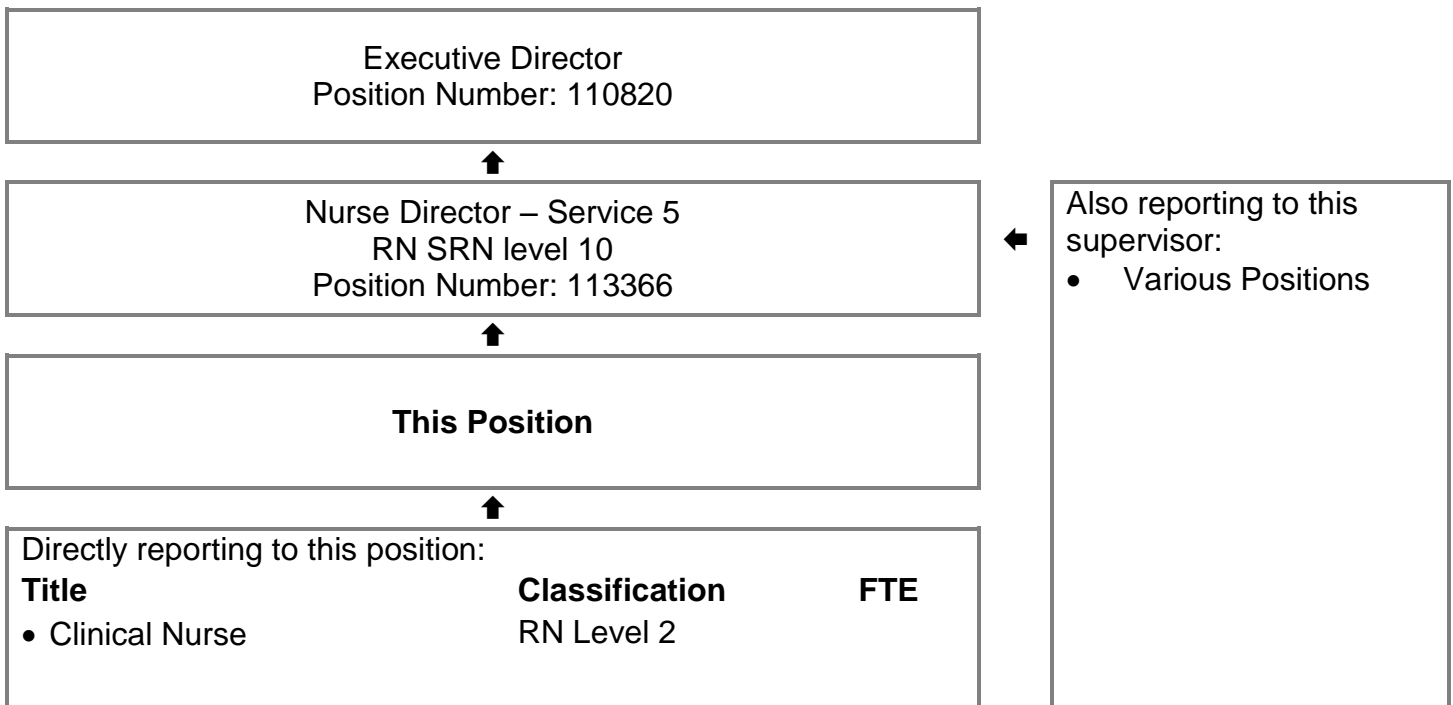 Executive Director
Position Number: 110820
Nurse Director – Service 5
RN SRN level 10
Position Number: 113366
Also reporting to this
supervisor:
• Various Positions
This Position
Directly reporting to this position:
Title Classification FTE
• Clinical Nurse RN Level 2